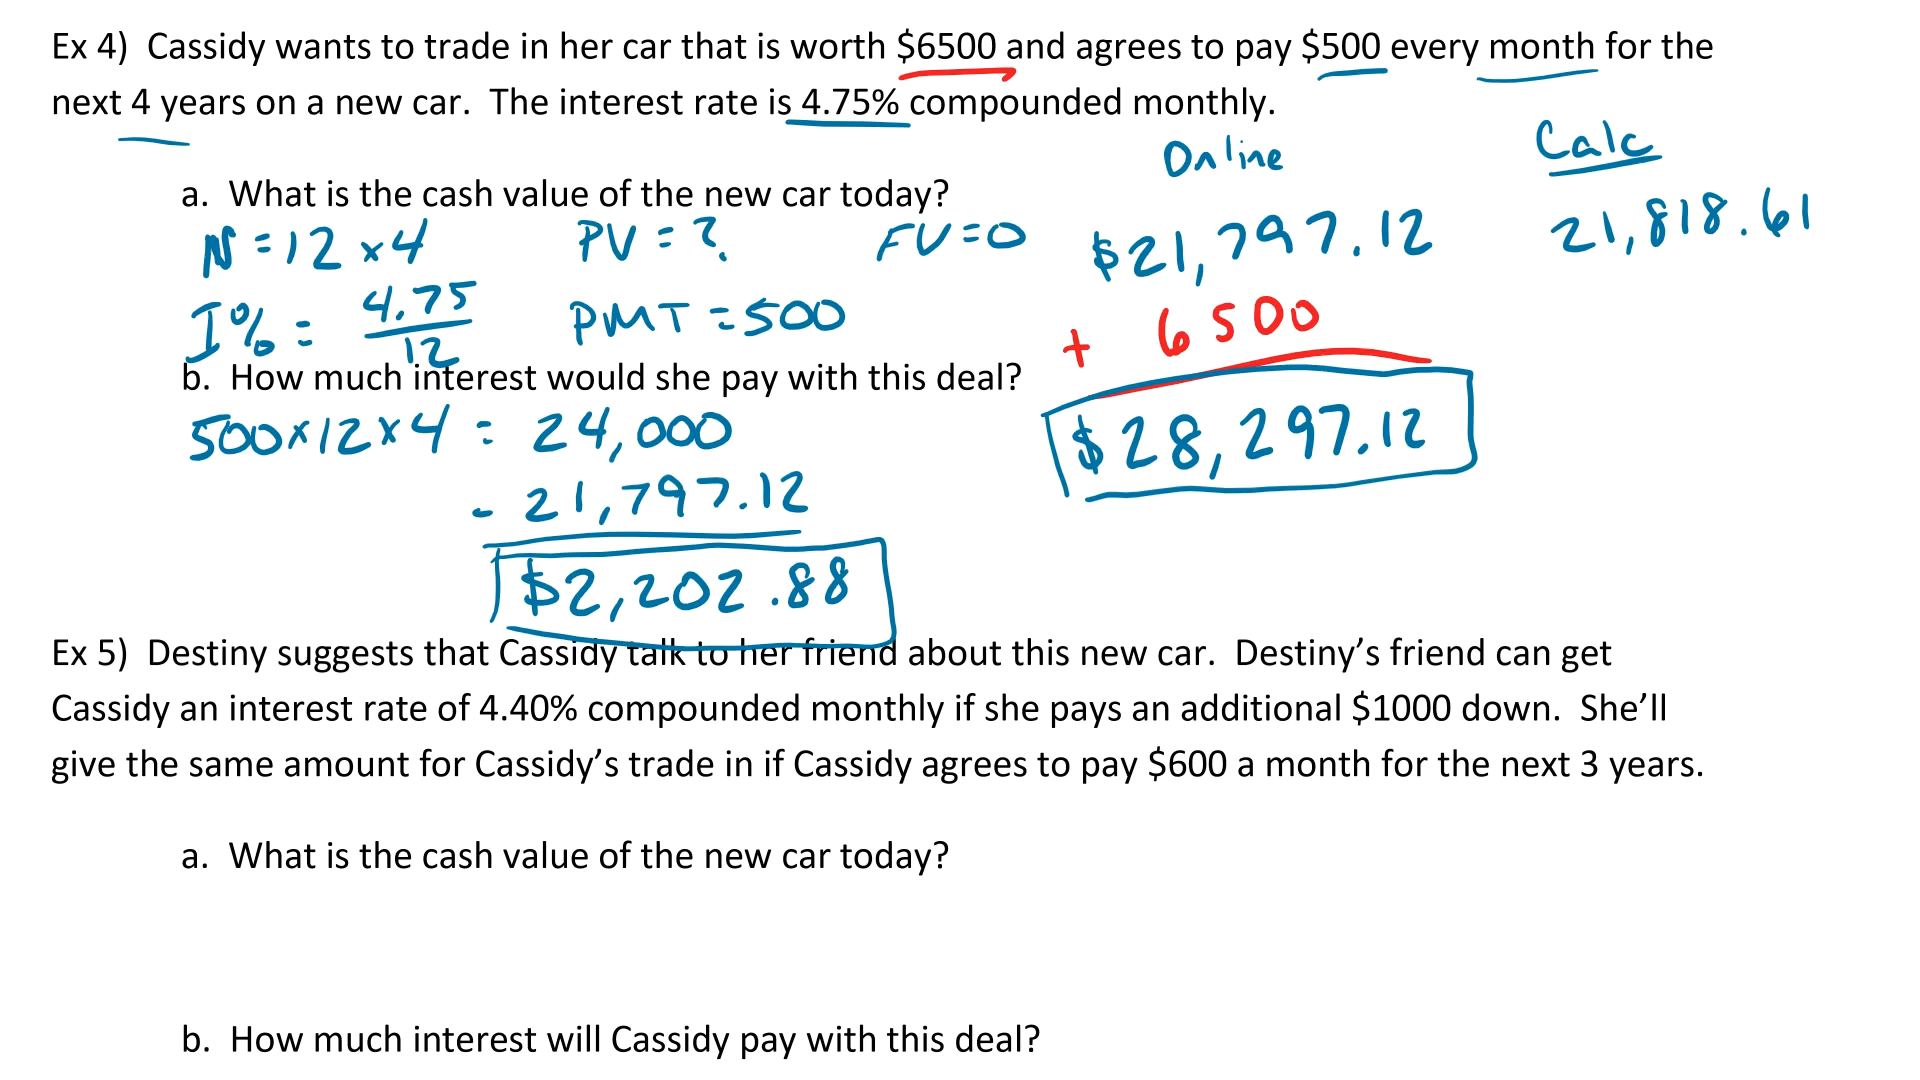 Ex 4) Cassidy wants to trade in her car that is worth $6500 and agrees to pay $500 every month for the
next 4 years on a new car. The interest rate is 4.75% compounded monthly.
Online
Calc
a. What is the cash value of the new car today?
N = 12 × 4
PV = ?
FV = 0
$21,797.12
21,818.61
I% = 4.75/12
PMT = 500
+ 6500
b. How much interest would she pay with this deal?
$28,297.12
500×12×4 = 24,000
- 21,797.12
$2,202.88
Ex 5) Destiny suggests that Cassidy talk to her friend about this new car. Destiny’s friend can get
Cassidy an interest rate of 4.40% compounded monthly if she pays an additional $1000 down. She’ll
give the same amount for Cassidy’s trade in if Cassidy agrees to pay $600 a month for the next 3 years.
a. What is the cash value of the new car today?
b. How much interest will Cassidy pay with this deal?